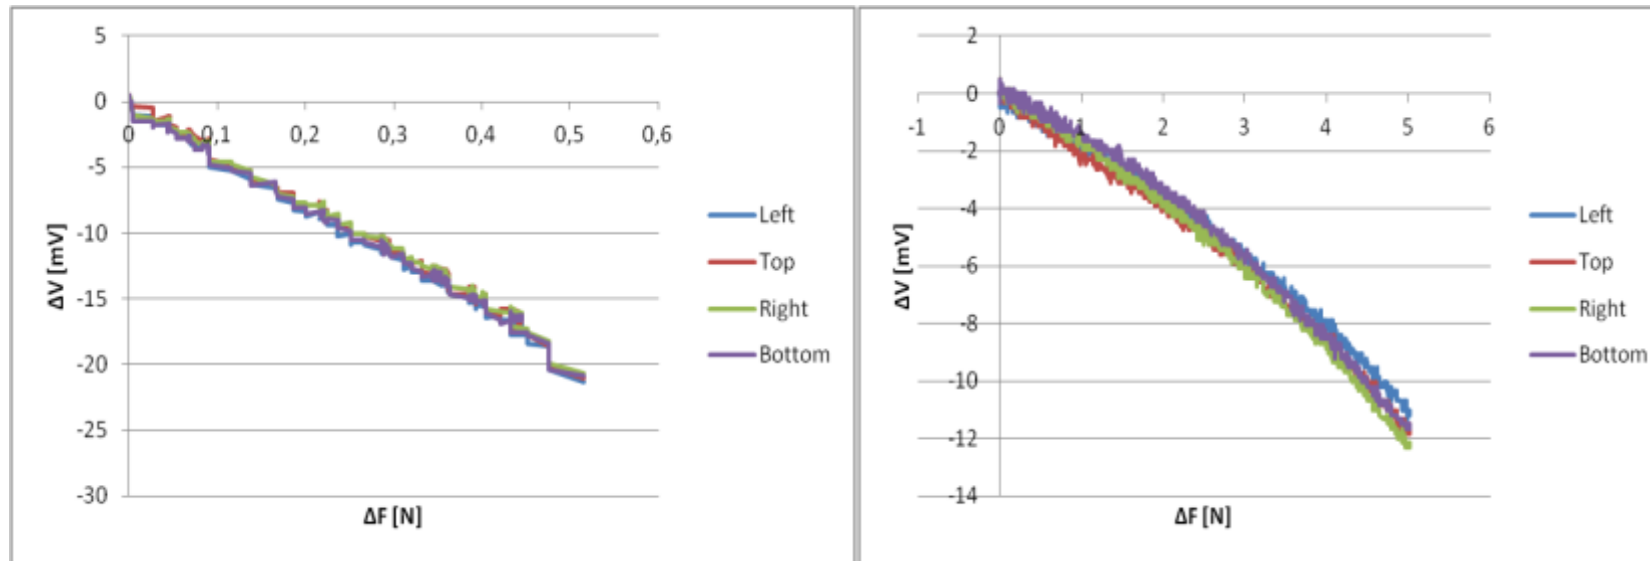 5
0
0 0,1 0,2 0,3 0,4 0,5 0,6
-5
-10
-15
-20
-25
-30
ΔV [mV]
ΔF [N]
Left
Top
Right
Bottom
2
0
-1 0 1 2 3 4 5 6
-2
-4
-6
-8
-10
-12
-14
ΔV [mV]
ΔF [N]
Left
Top
Right
Bottom